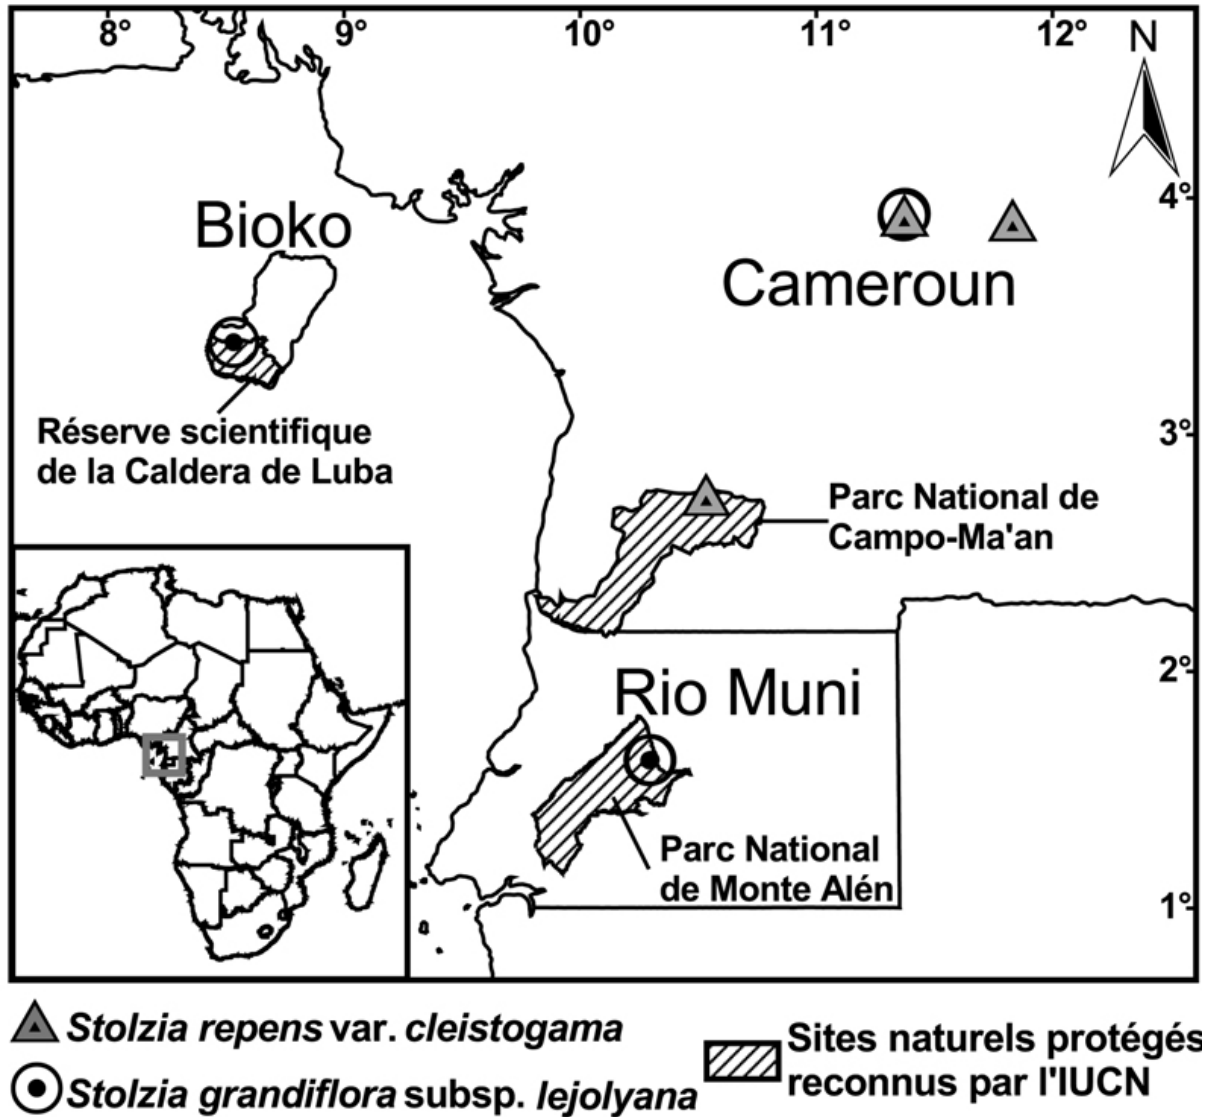 8° 9° 10° 11° 12°
N
4°
Bioko
Cameroun
3°
Réserve scientifique
de la Caldera de Luba
Parc National de
Campo-Ma'an
2°
Rio Muni
Parc National
de Monte Alén
1°
Stolzia repens var. cleistogama
Stolzia grandiflora subsp. lejolyana
Sites naturels protégés
reconnus par l'IUCN